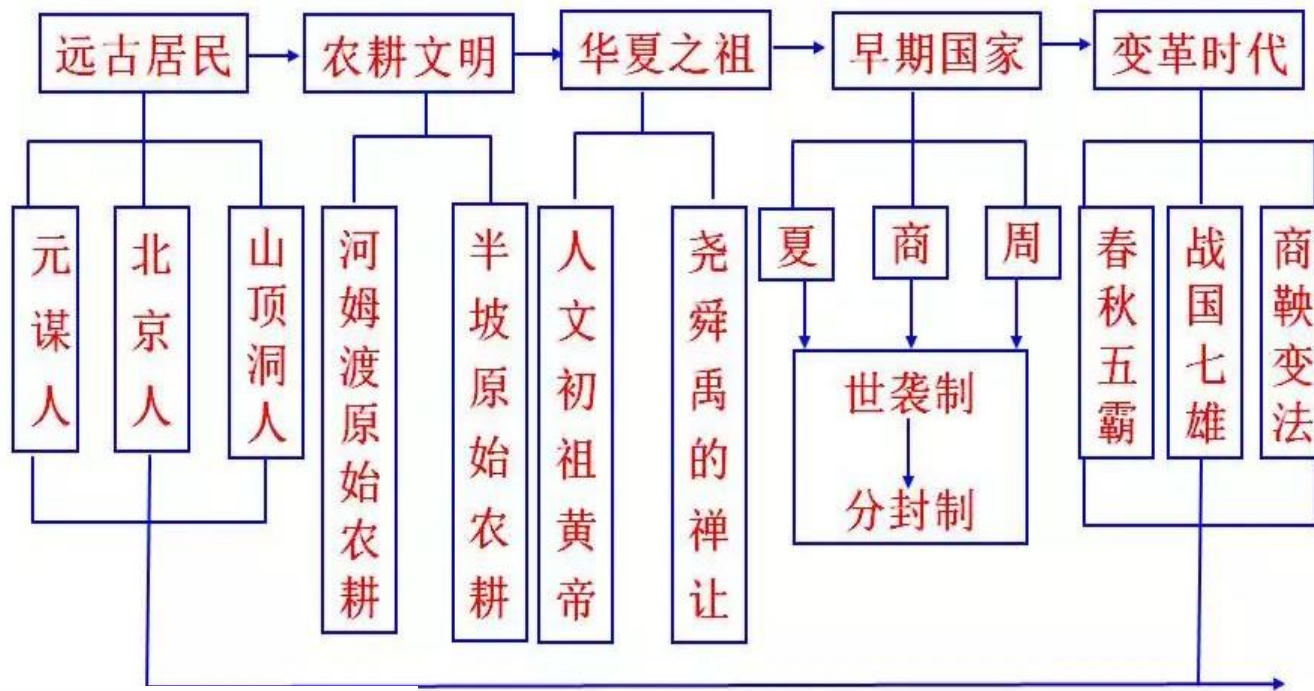 远古居民
农耕文明
华夏之祖
早期国家
变革时代
元谋人
北京人
山顶洞人
河姆渡原始农耕
半坡原始农耕
人文初祖黄帝
尧舜禹的禅让
夏
商
周
世袭制
分封制
春秋五霸
战国七雄
商鞅变法